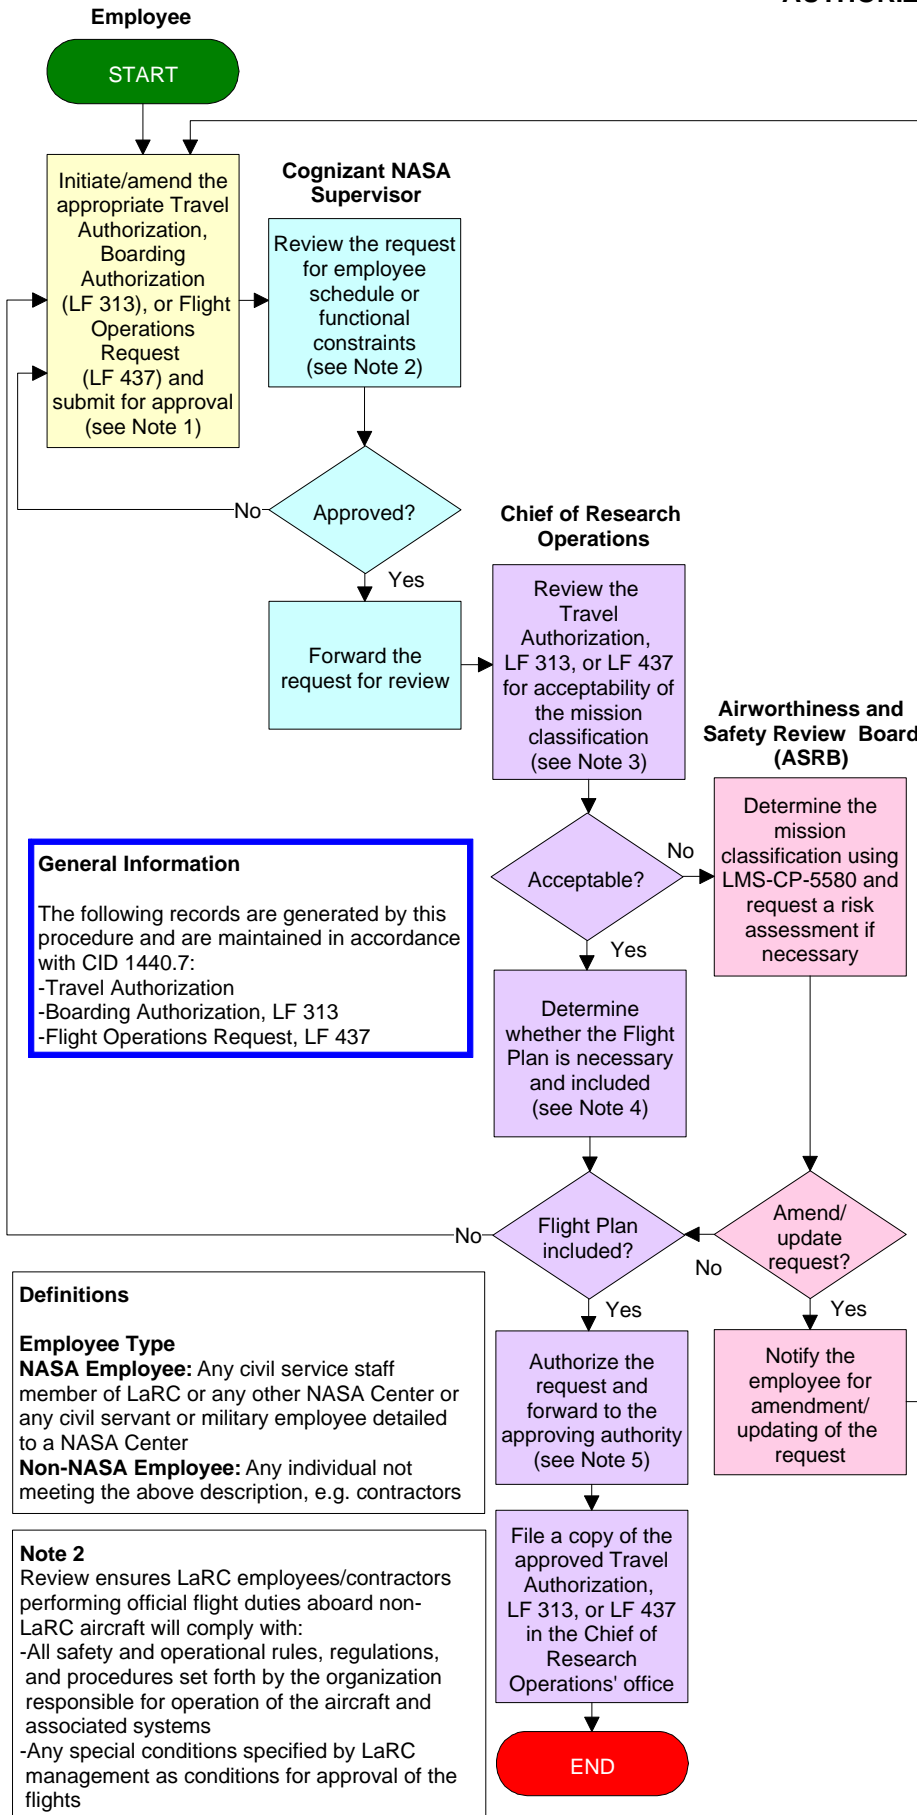 Employee
START
Initiate/amend the
appropriate Travel
Authorization,
Boarding
Authorization
(LF 313), or Flight
Operations
Request
(LF 437) and
submit for approval
(see Note 1)
Cognizant NASA
Supervisor
Review the request
for employee
schedule or
functional
constraints
(see Note 2)
Approved?
No
Yes
Forward the
request for review
Chief of Research
Operations
Review the
Travel
Authorization,
LF 313, or LF 437
for acceptability of
the mission
classification
(see Note 3)
Acceptable?
No
Yes
Airworthiness and
Safety Review Board
(ASRB)
Determine the
mission
classification using
LMS-CP-5580 and
request a risk
assessment if
necessary
General Information
The following records are generated by this
procedure and are maintained in accordance
with CID 1440.7:
-Travel Authorization
-Boarding Authorization, LF 313
-Flight Operations Request, LF 437
Determine
whether the Flight
Plan is necessary
and included
(see Note 4)
Flight Plan
included?
No
Yes
Amend/
update
request?
No
Yes
Notify the
employee for
amendment/
updating of the
request
Authorize the
request and
forward to the
approving authority
(see Note 5)
File a copy of the
approved Travel
Authorization,
LF 313, or LF 437
in the Chief of
Research
Operations' office
END
Definitions
Employee Type
NASA Employee: Any civil service staff
member of LaRC or any other NASA Center or
any civil servant or military employee detailed
to a NASA Center
Non-NASA Employee: Any individual not
meeting the above description, e.g. contractors
Note 2
Review ensures LaRC employees/contractors
performing official flight duties aboard non-
LaRC aircraft will comply with:
-All safety and operational rules, regulations,
and procedures set forth by the organization
responsible for operation of the aircraft and
associated systems
-Any special conditions specified by LaRC
management as conditions for approval of the
flights